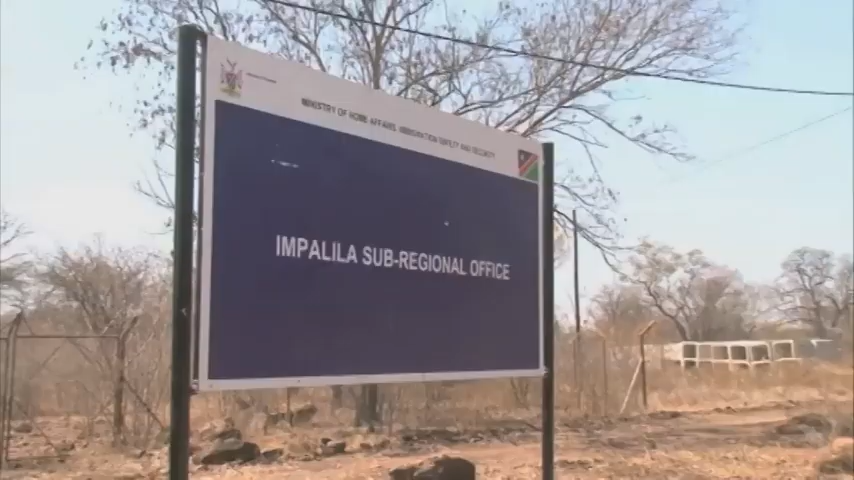 MINISTRY OF HOME AFFAIRS, IMMIGRATION, SAFETY AND SECURITY
IMPALILA SUB-REGIONAL OFFICE